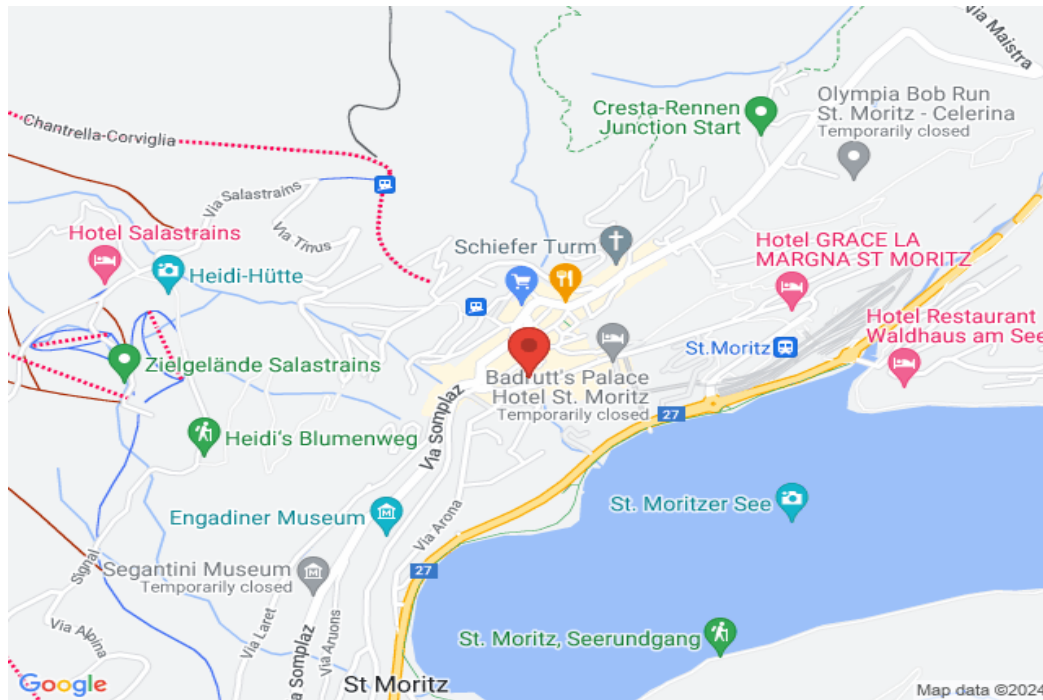 Via Maistra
Chantrella-Corviglia
Cresta-Rennen
Junction Start
Olympia Bob Run
St. Moritz - Celerina
Temporarily closed
Via Salastrains
Via Tinus
Hotel Salastrains
Heidi-Hütte
Schiefer Turm
Hotel GRACE LA
MARGNA ST MORITZ
Hotel Restaurant
Waldhaus am See
St.Moritz
Zielgelände Salastrains
Badrutt's Palace
Hotel St. Moritz
Temporarily closed
27
Via Somplaz
Heidi's Blumenweg
Engadiner Museum
Via Arona
St. Moritzer See
Segantini Museum
Temporarily closed
27
Signal
Via Alpina
Via Laret
Via Somplaz
Via Aruons
St. Moritz, Seerundgang
St Moritz
Google
Map data ©2024